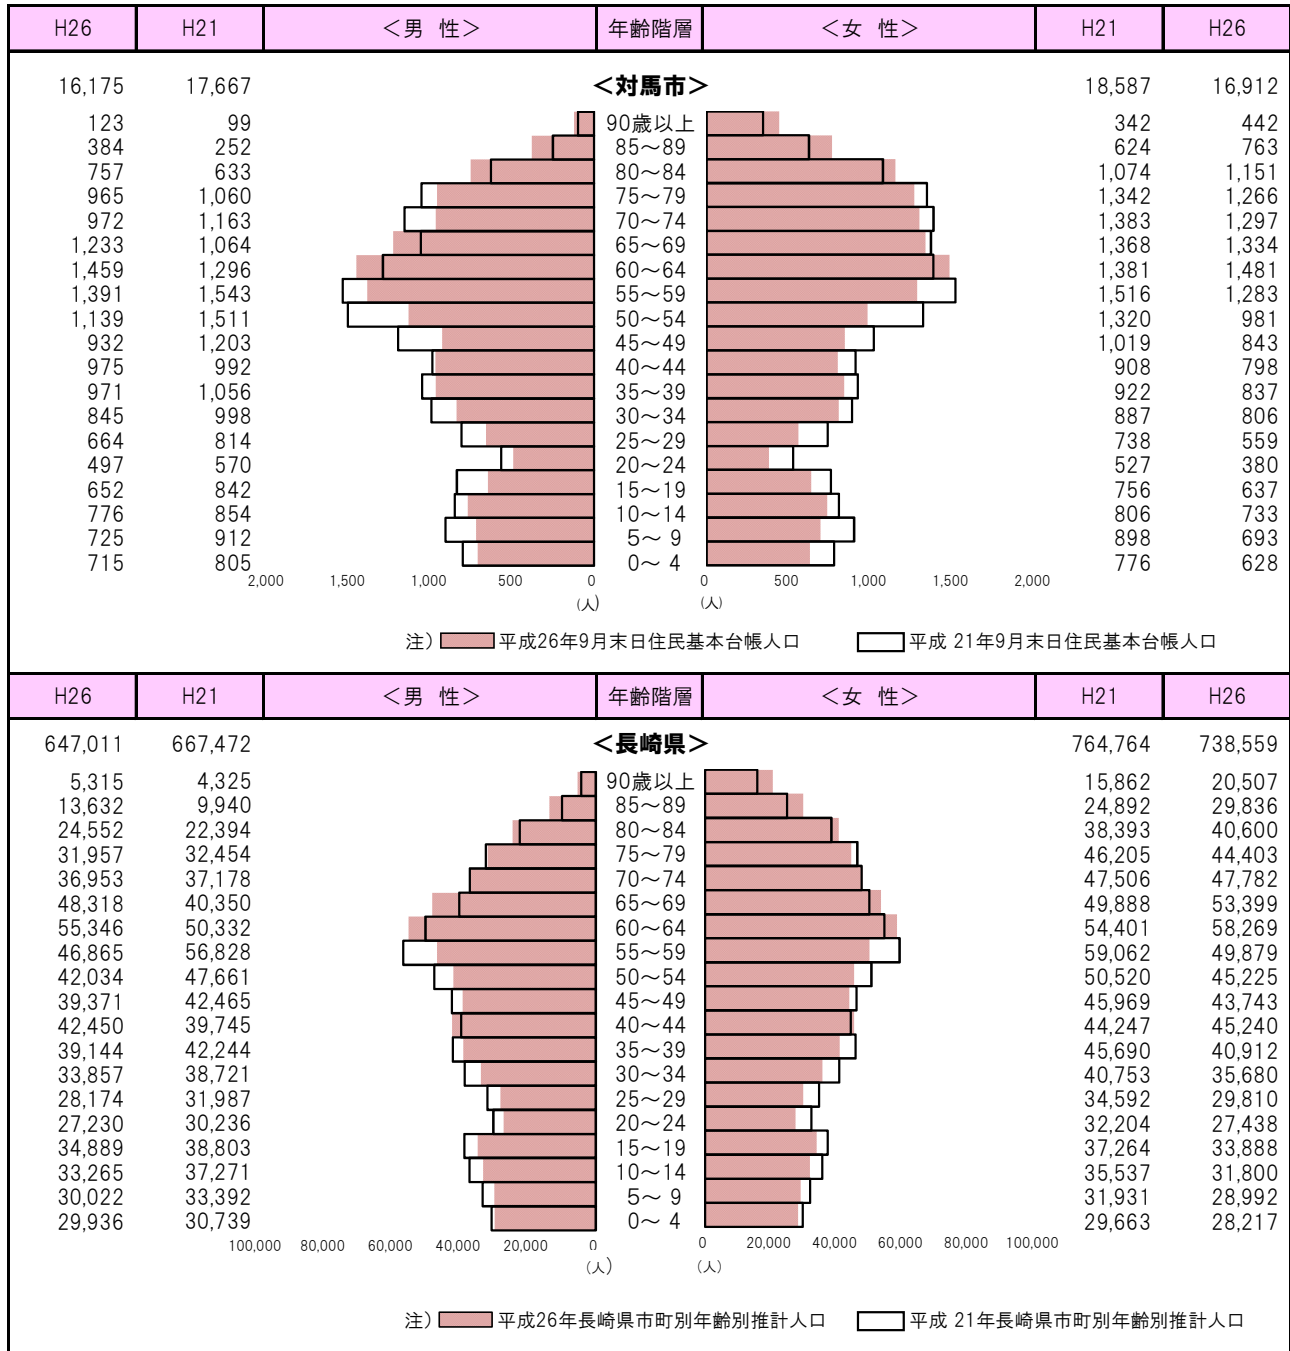 H26 H21 ＜男 性＞ 年齢階層 ＜女 性＞ H21 H26
16,175 17,667 ＜対馬市＞ 18,587 16,912
123 99 90歳以上 342 442
384 252 85～89 624 763
757 633 80～84 1,074 1,151
965 1,060 75～79 1,342 1,266
972 1,163 70～74 1,383 1,297
1,233 1,064 65～69 1,368 1,334
1,459 1,296 60～64 1,381 1,481
1,391 1,543 55～59 1,516 1,283
1,139 1,511 50～54 1,320 981
932 1,203 45～49 1,019 843
975 992 40～44 908 798
971 1,056 35～39 922 837
845 998 30～34 887 806
664 814 25～29 738 559
497 570 20～24 527 380
652 842 15～19 756 637
776 854 10～14 806 733
725 912 5～ 9 898 693
715 805 0～ 4 776 628
2,000 1,500 1,000 500 0 0 500 1,000 1,500 2,000
(人) (人)
注) 平成26年9月末日住民基本台帳人口 平成 21年9月末日住民基本台帳人口
H26 H21 ＜男 性＞ 年齢階層 ＜女 性＞ H21 H26
647,011 667,472 ＜長崎県＞ 764,764 738,559
5,315 4,325 90歳以上 15,862 20,507
13,632 9,940 85～89 24,892 29,836
24,552 22,394 80～84 38,393 40,600
31,957 32,454 75～79 46,205 44,403
36,953 37,178 70～74 47,506 47,782
48,318 40,350 65～69 49,888 53,399
55,346 50,332 60～64 54,401 58,269
46,865 56,828 55～59 59,062 49,879
42,034 47,661 50～54 50,520 45,225
39,371 42,465 45～49 45,969 43,743
42,450 39,745 40～44 44,247 45,240
39,144 42,244 35～39 45,690 40,912
33,857 38,721 30～34 40,753 35,680
28,174 31,987 25～29 34,592 29,810
27,230 30,236 20～24 32,204 27,438
34,889 38,803 15～19 37,264 33,888
33,265 37,271 10～14 35,537 31,800
30,022 33,392 5～ 9 31,931 28,992
29,936 30,739 0～ 4 29,663 28,217
100,000 80,000 60,000 40,000 20,000 0 0 20,000 40,000 60,000 80,000 100,000
(人) (人)
注) 平成26年長崎県市町別年齢別推計人口 平成 21年長崎県市町別年齢別推計人口